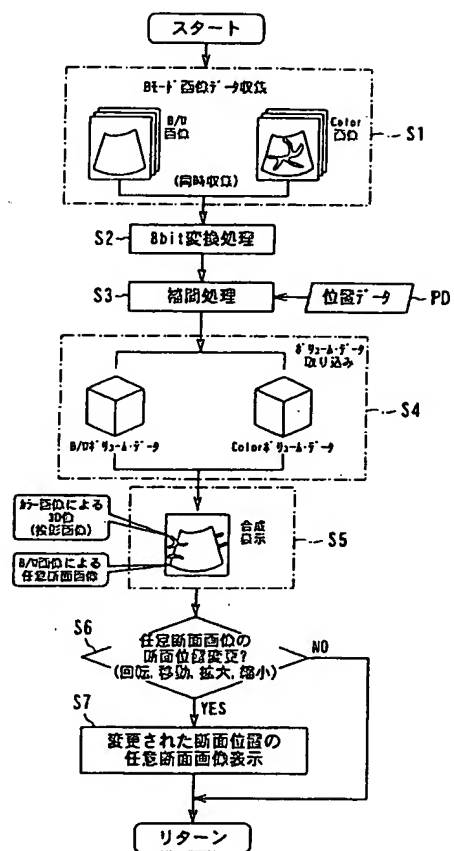 スタート
Bモード画像データ収集
B/W
画像
Color
画像
(同時収集)
S1
S2
8bit変換処理
S3
補間処理
位置データ
PD
ボリューム・データ
取り込み
B/Wボリューム・データ
Colorボリューム・データ
S4
カラー画像による
3D像
(投影画像)
B/W画像による
任意断面画像
合成
表示
S5
S6
任意断面画像の
断面位置変更?
(回転, 移動, 拡大, 縮小)
NO
YES
S7
変更された断面位置の
任意断面画像表示
リターン